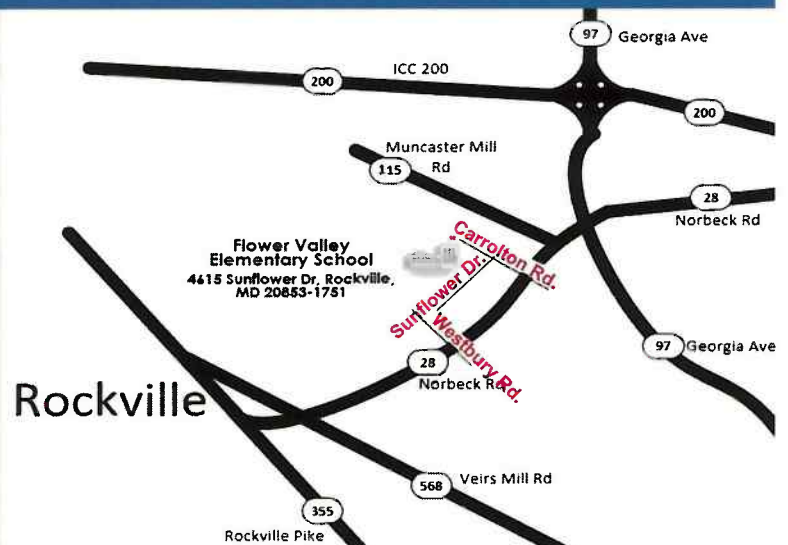 97
Georgia Ave
ICC 200
200
200
Muncaster Mill
Rd
115
28
Norbeck Rd
Carrolton Rd.
Flower Valley
Elementary School
4615 Sunflower Dr, Rockville,
MD 20853-1751
Sunflower Dr.
Westbury Rd.
97
Georgia Ave
28
Norbeck Rd
Rockville
568
Veirs Mill Rd
355
Rockville Pike